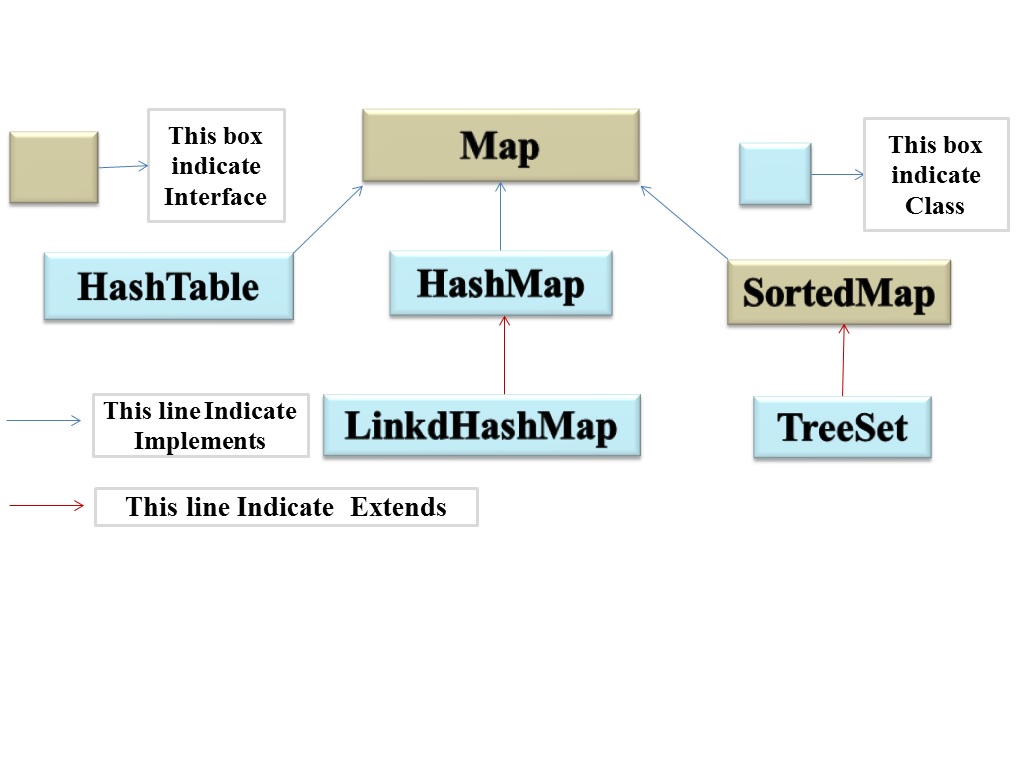 This box
indicate
Interface
Map
This box
indicate
Class
HashTable
HashMap
SortedMap
This line Indicate
Implements
LinkdHashMap
TreeSet
This line Indicate Extends